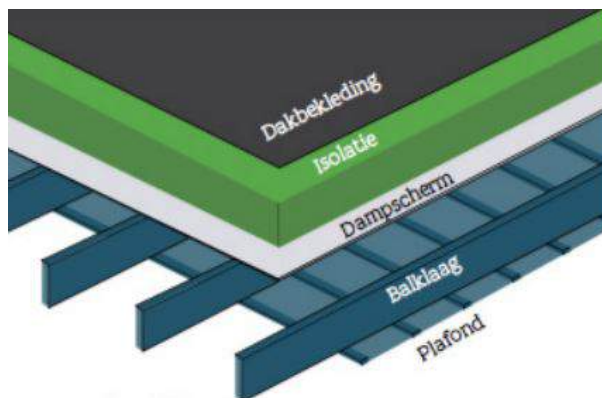 Dakbekleding
Isolatie
Dampscherm
Balklaag
Plafond